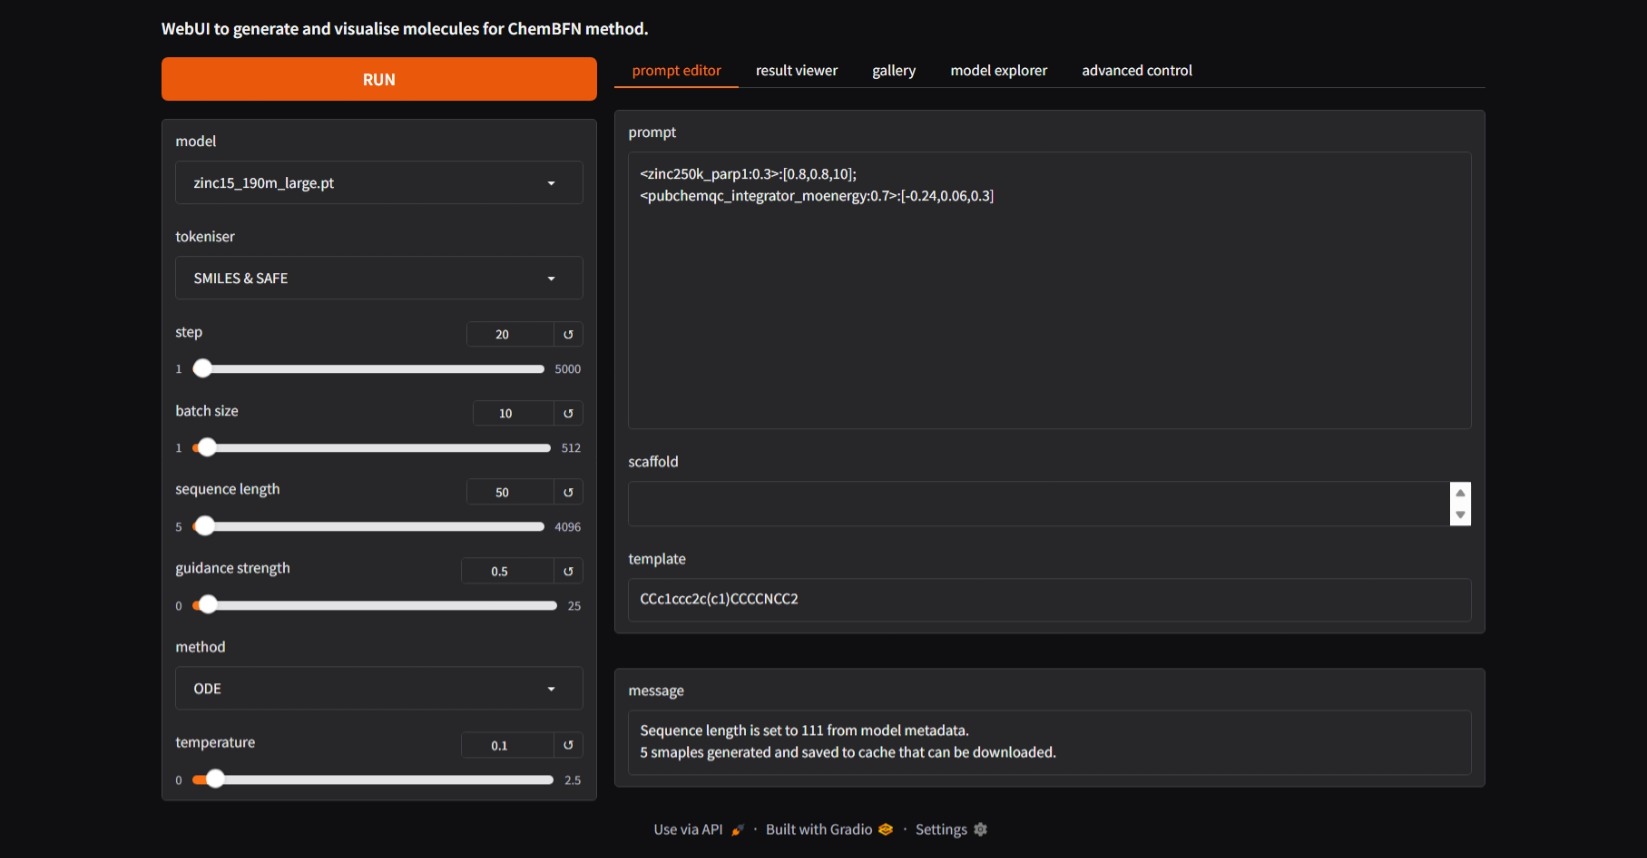 WebUI to generate and visualise molecules for ChemBFN method.
RUN
model
zinc15_190m_large.pt
tokeniser
SMILES & SAFE
step
20
↺
1
5000
batch size
10
↺
1
512
sequence length
50
↺
5
4096
guidance strength
0.5
↺
0
25
method
ODE
temperature
0.1
↺
0
2.5
prompt editor
result viewer
gallery
model explorer
advanced control
prompt
<zinc250k_parp1:0.3>:[0.8,0.8,10];
<pubchemqc_integrator_moenergy:0.7>:[-0.24,0.06,0.3]
scaffold
template
CCc1ccc2c(c1)CCCCNCC2
message
Sequence length is set to 111 from model metadata.
5 smaples generated and saved to cache that can be downloaded.
Use via API · Built with Gradio · Settings